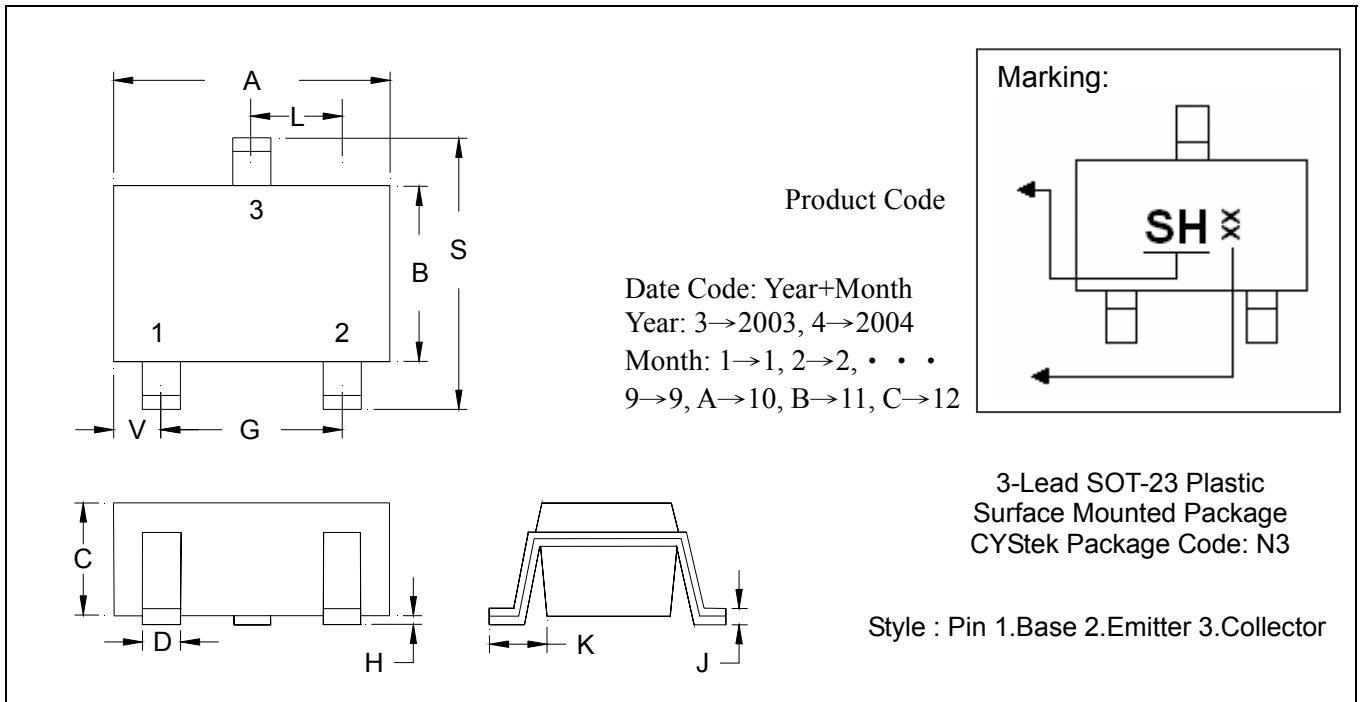 A
L
3
S
B
1
2
V
G
Product Code
Date Code: Year+Month
Year: 3→2003, 4→2004
Month: 1→1, 2→2, ・ ・ ・
9→9, A→10, B→11, C→12
Marking:
SH XX
C
D
H
K
J
3-Lead SOT-23 Plastic
Surface Mounted Package
CYStek Package Code: N3
Style : Pin 1.Base 2.Emitter 3.Collector